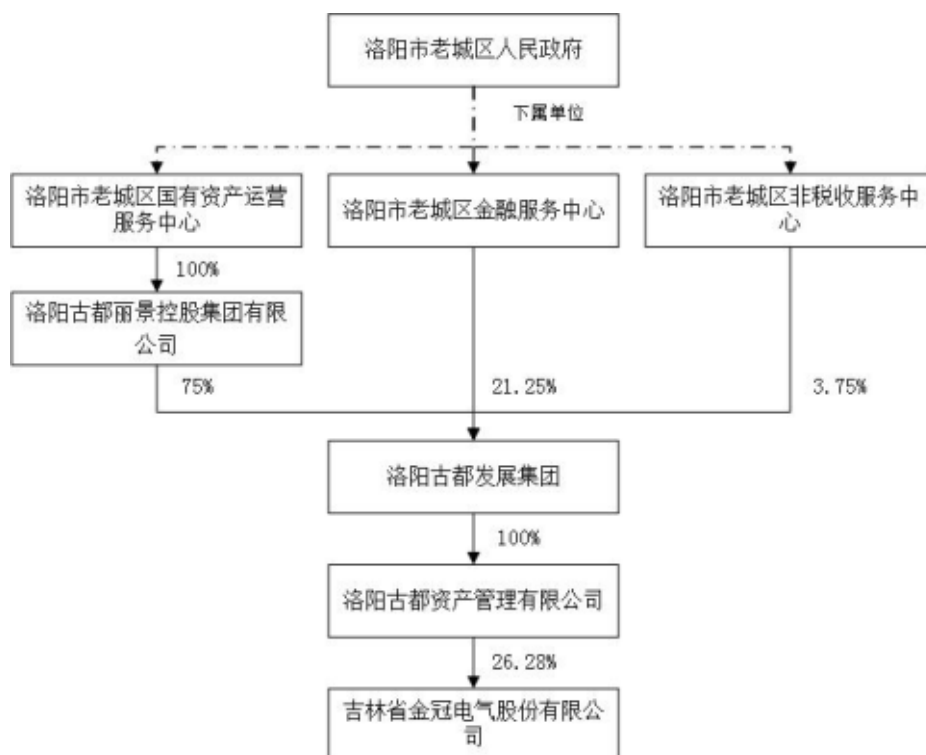 洛阳市老城区人民政府
下属单位
洛阳市老城区国有资产运营
服务中心
洛阳市老城区金融服务中心
洛阳市老城区非税收服务中
心
100%
洛阳古都丽景控股集团有限
公司
75%
21.25%
3.75%
洛阳古都发展集团
100%
洛阳古都资产管理有限公司
26.28%
吉林省金冠电气股份有限公
司